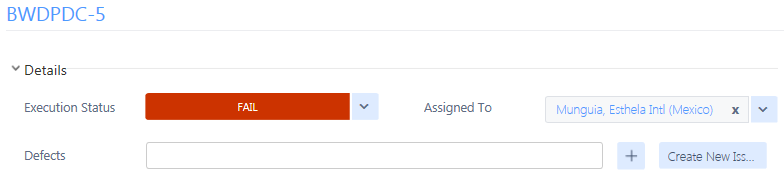 BWDPDC-5
Details
Execution Status FAIL Assigned To Munguia, Esthela Intl (Mexico) x
Defects + Create New Iss...